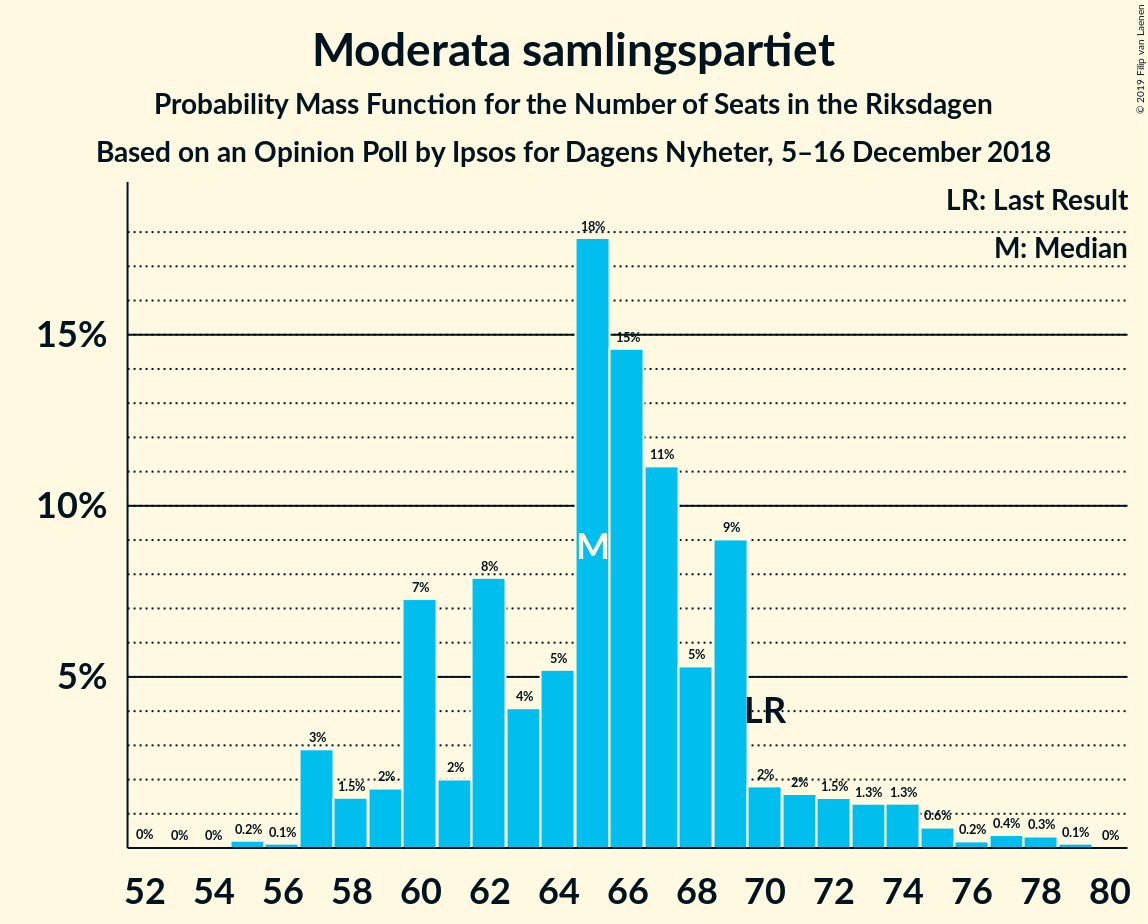 Moderata samlingspartiet
Probability Mass Function for the Number of Seats in the Riksdagen
Based on an Opinion Poll by Ipsos for Dagens Nyheter, 5–16 December 2018
© 2019 Filip van Laenen
LR: Last Result
M: Median
15%
10%
5%
0% 0% 0% 0.2% 0.1% 3% 1.5% 2% 7% 2% 8% 4% 5% 18% 15% 11% 5% 9% 2% 2% 1.5% 1.3% 1.3% 0.6% 0.2% 0.4% 0.3% 0.1% 0%
M
LR
52 54 56 58 60 62 64 66 68 70 72 74 76 78 80